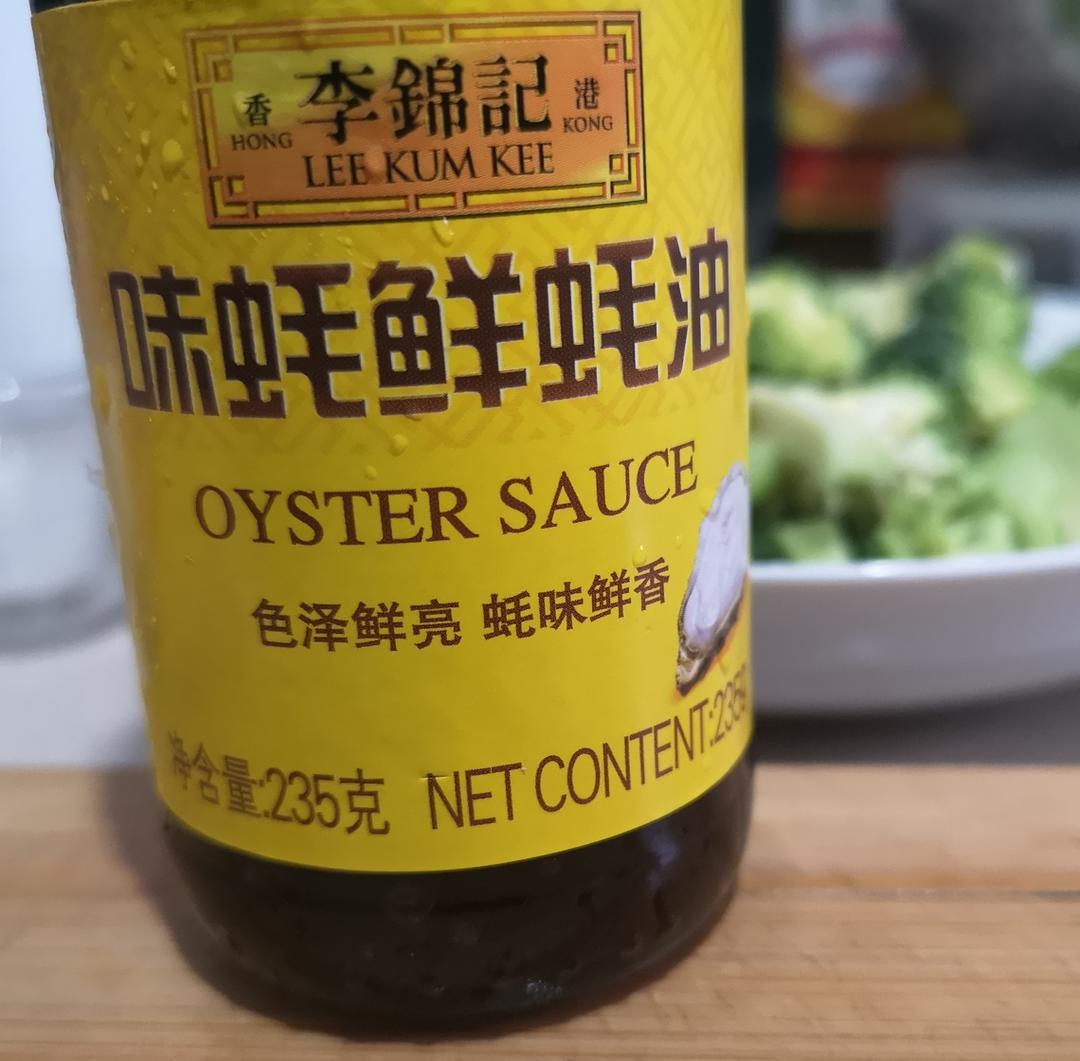 香 李錦記 港
HONG LEE KUM KEE KONG
味蚝鲜蚝油
OYSTER SAUCE
色泽鲜亮 蚝味鲜香
净含量:235克 NET CONTENT:235g